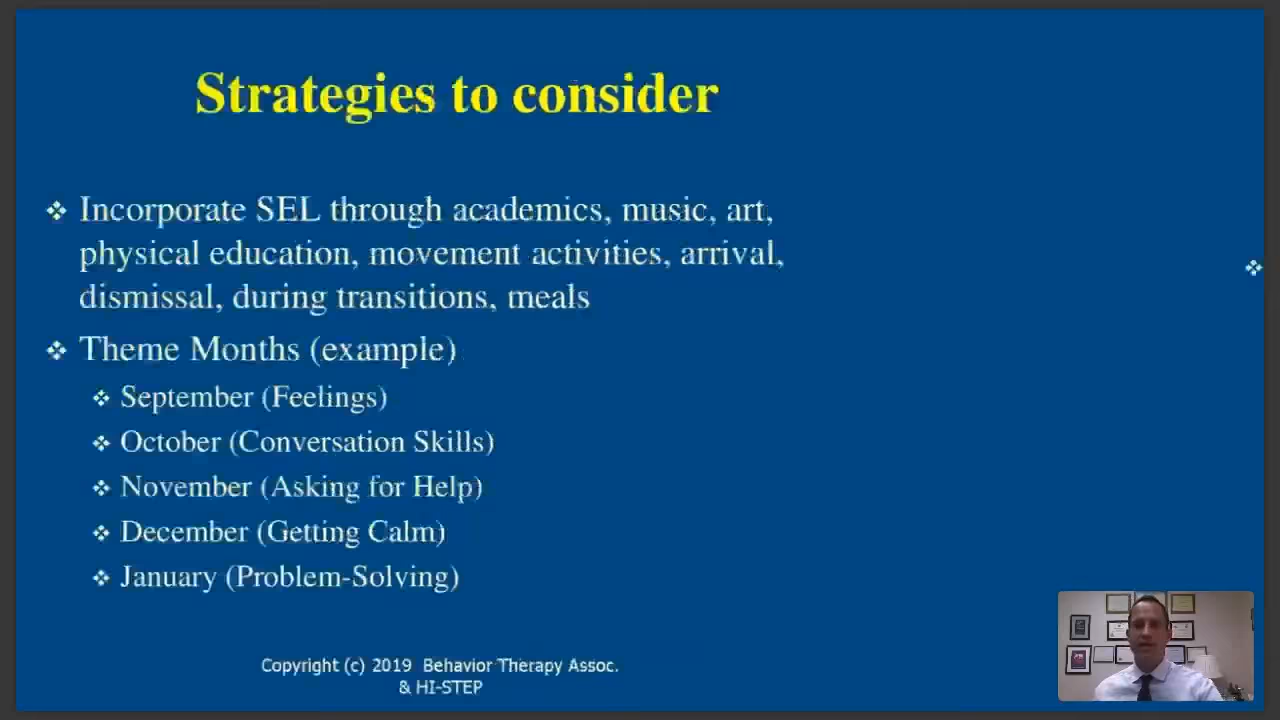 Strategies to consider
Incorporate SEL through academics, music, art,
physical education, movement activities, arrival,
dismissal, during transitions, meals
Theme Months (example)
September (Feelings)
October (Conversation Skills)
November (Asking for Help)
December (Getting Calm)
January (Problem-Solving)
Copyright (c) 2019 Behavior Therapy Assoc.
& HI-STEP